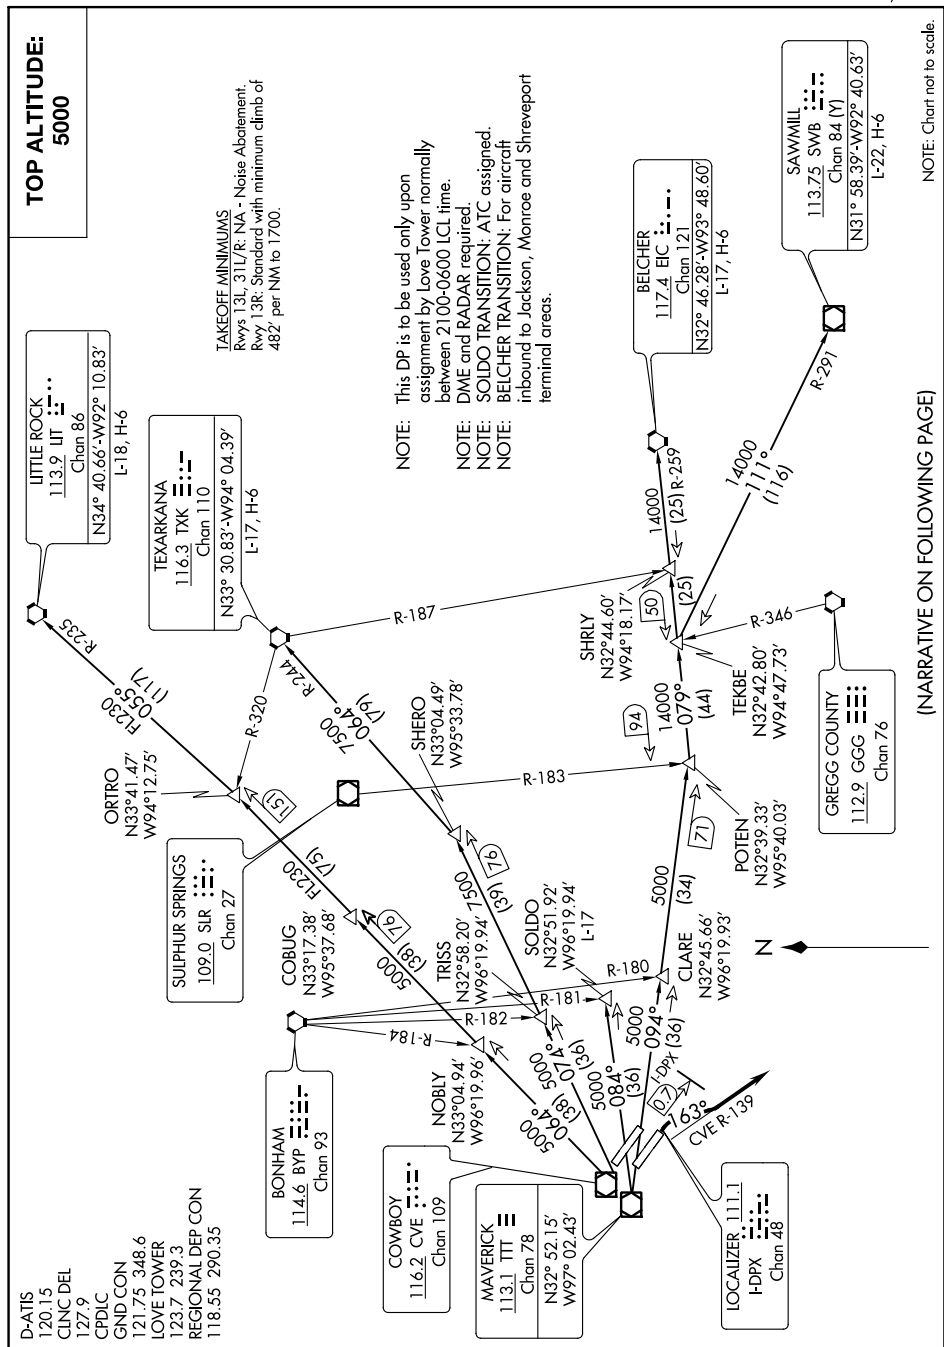 TOP ALTITUDE:
5000
D-ATIS
120.15
CLNC DEL
127.9
CPDLC
GND CON
121.75 348.6
LOVE TOWER
123.7 239.3
REGIONAL DEP CON
118.55 290.35
TAKEOFF MINIMUMS
Rwys 13L, 31L/R: NA - Noise Abatement.
Rwy 13R: Standard with minimum climb of
482' per NM to 1700.
NOTE: This DP is to be used only upon
assignment by Love Tower normally
between 2100-0600 LCL time.
NOTE: DME and RADAR required.
NOTE: SOLDO TRANSITION: ATC assigned.
NOTE: BELCHER TRANSITION: For aircraft
inbound to Jackson, Monroe and Shreveport
terminal areas.
LITTLE ROCK
113.9 LIT
Chan 86
N34° 40.66'-W92° 10.83'
L-18, H-6
TEXARKANA
116.3 TXK
Chan 110
N33° 30.83'-W94° 04.39'
L-17, H-6
SULPHUR SPRINGS
109.0 SLR
Chan 27
BONHAM
114.6 BYP
Chan 93
COWBOY
116.2 CVE
Chan 109
MAVERICK
113.1 TTT
Chan 78
N32° 52.15'
W97° 02.43'
LOCALIZER 111.1
I-DPX
Chan 48
BELCHER
117.4 EIC
Chan 121
N32° 46.28'-W93° 48.60'
L-17, H-6
SAWMILL
113.75 SWB
Chan 84 (Y)
N31° 58.39'-W92° 40.63'
L-22, H-6
GREGG COUNTY
112.9 GGG
Chan 76
ORTRO
N33°41.47'
W94°12.75'
COBUG
N33°17.38'
W95°37.68'
NOBLY
N33°04.94'
W96°19.96'
TRISS
N32°58.20'
W96°19.94'
SHERO
N33°04.49'
W95°33.78'
SOLDO
N32°51.92'
W96°19.94'
L-17
CLARE
N32°45.66'
W96°19.93'
POTEN
N32°39.33'
W95°40.03'
TEKBE
N32°42.80'
W94°47.73'
SHRLY
N32°44.60'
W94°18.17'
R-235
FL230
055°
(117)
R-320
151
FL230
(75)
76
5000
(38)
R-184
5000
064°
(38)
R-244
7500
064°
(79)
76
7500
(39)
R-182
5000
074°
(36)
R-181
5000
084°
(36)
R-180
5000
094°
(36)
R-183
71
5000
(34)
94
14000
079°
(44)
R-187
50
(25)
14000
(25) R-259
R-346
14000
111°
(116)
R-291
I-DPX
0.7
163°
CVE R-139
N
NOTE: Chart not to scale.
(NARRATIVE ON FOLLOWING PAGE)